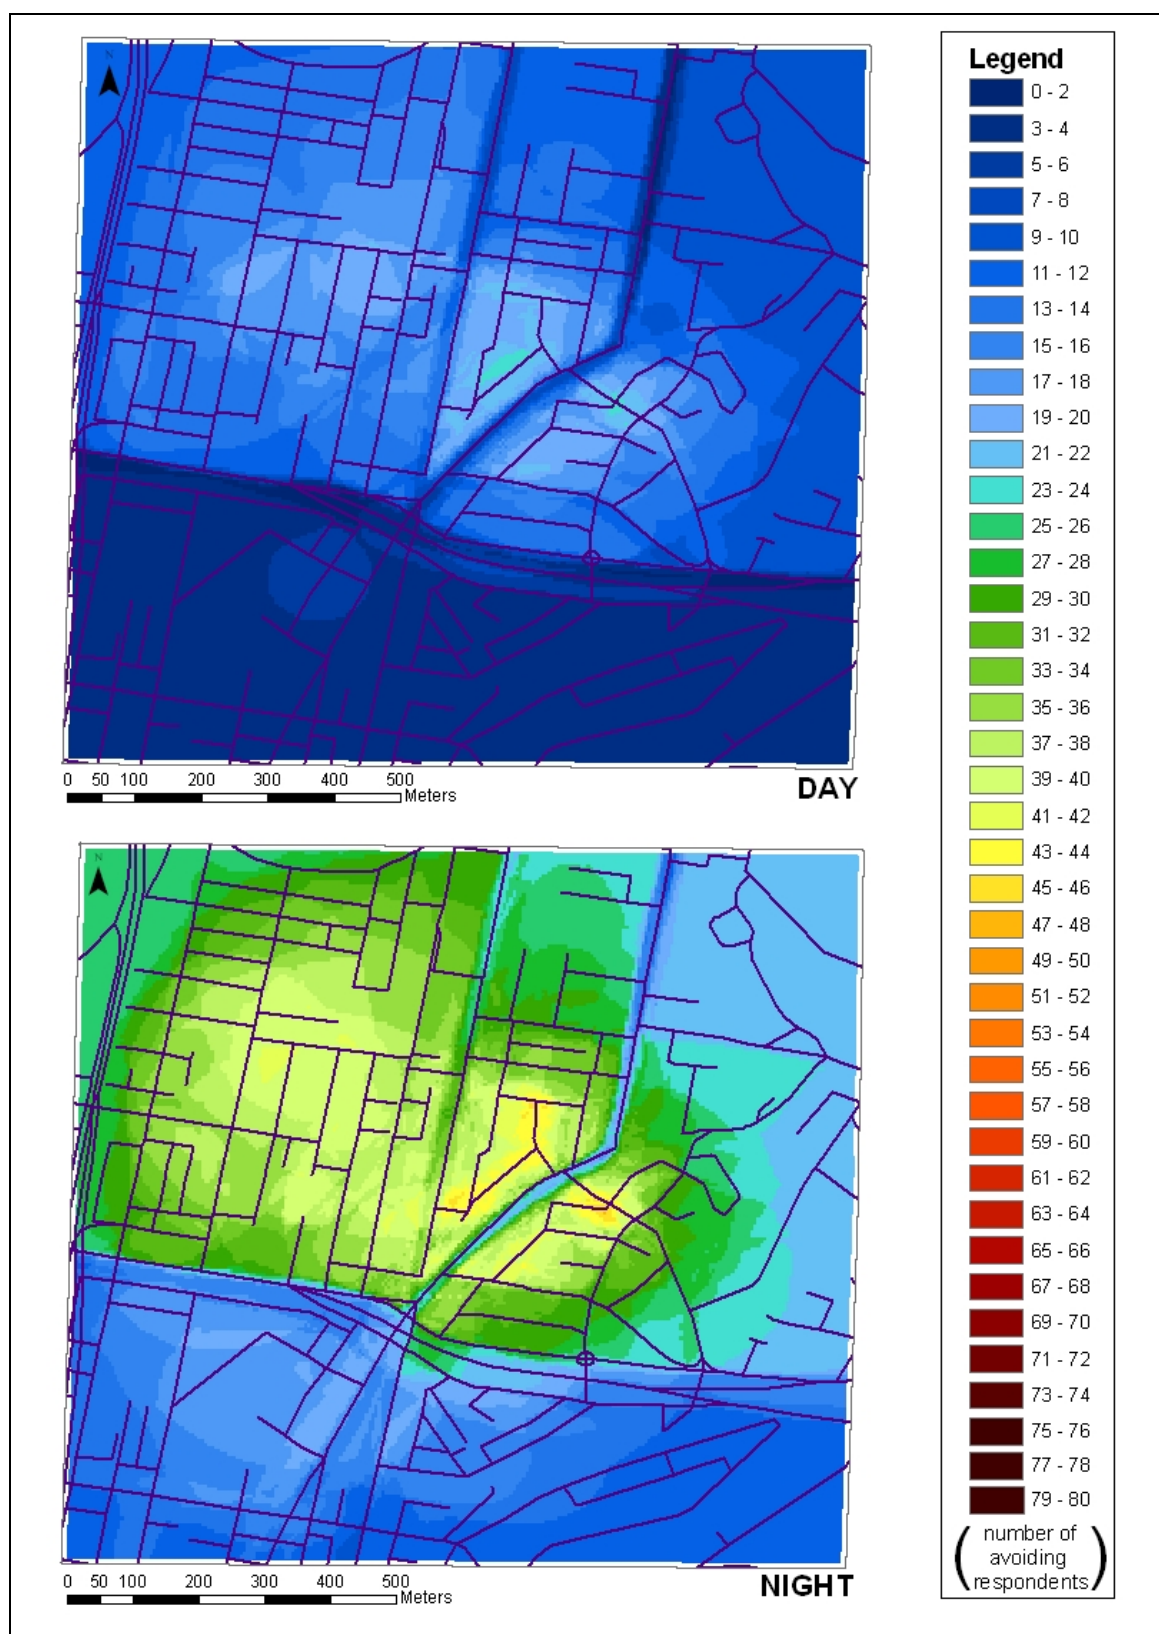 N
Legend
0 - 2
3 - 4
5 - 6
7 - 8
9 - 10
11 - 12
13 - 14
15 - 16
17 - 18
19 - 20
21 - 22
23 - 24
25 - 26
27 - 28
29 - 30
31 - 32
33 - 34
35 - 36
37 - 38
39 - 40
41 - 42
43 - 44
45 - 46
47 - 48
49 - 50
51 - 52
53 - 54
55 - 56
57 - 58
59 - 60
61 - 62
63 - 64
65 - 66
67 - 68
69 - 70
71 - 72
73 - 74
75 - 76
77 - 78
79 - 80
( number of
avoiding
respondents )
0 50 100 200 300 400 500
Meters
DAY
N
0 50 100 200 300 400 500
Meters
NIGHT